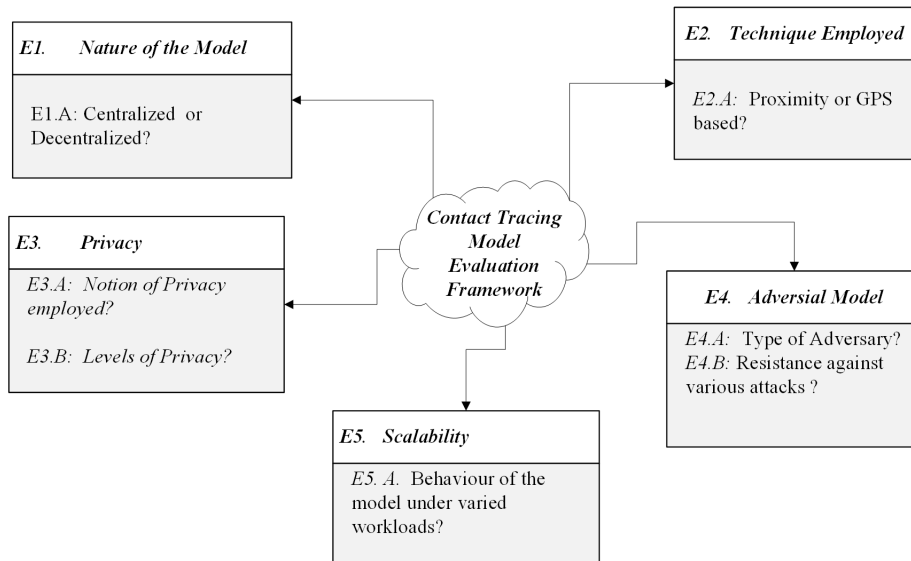 E1. Nature of the Model
E1.A: Centralized or
Decentralized?
E2. Technique Employed
E2.A: Proximity or GPS
based?
Contact Tracing
Model
Evaluation
Framework
E3. Privacy
E3.A: Notion of Privacy
employed?
E3.B: Levels of Privacy?
E4. Adversial Model
E4.A: Type of Adversary?
E4.B: Resistance against
various attacks ?
E5. Scalability
E5. A. Behaviour of the
model under varied
workloads?